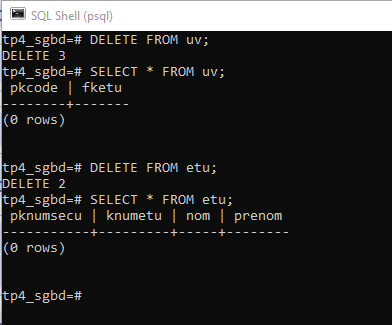 SQL Shell (psql)
tp4_sgbd=# DELETE FROM uv;
DELETE 3
tp4_sgbd=# SELECT * FROM uv;
 pkcode | fketu
--------+-------
(0 rows)
tp4_sgbd=# DELETE FROM etu;
DELETE 2
tp4_sgbd=# SELECT * FROM etu;
 pknumsecu | knumetu | nom | prenom
-----------+---------+-----+--------
(0 rows)
tp4_sgbd=#